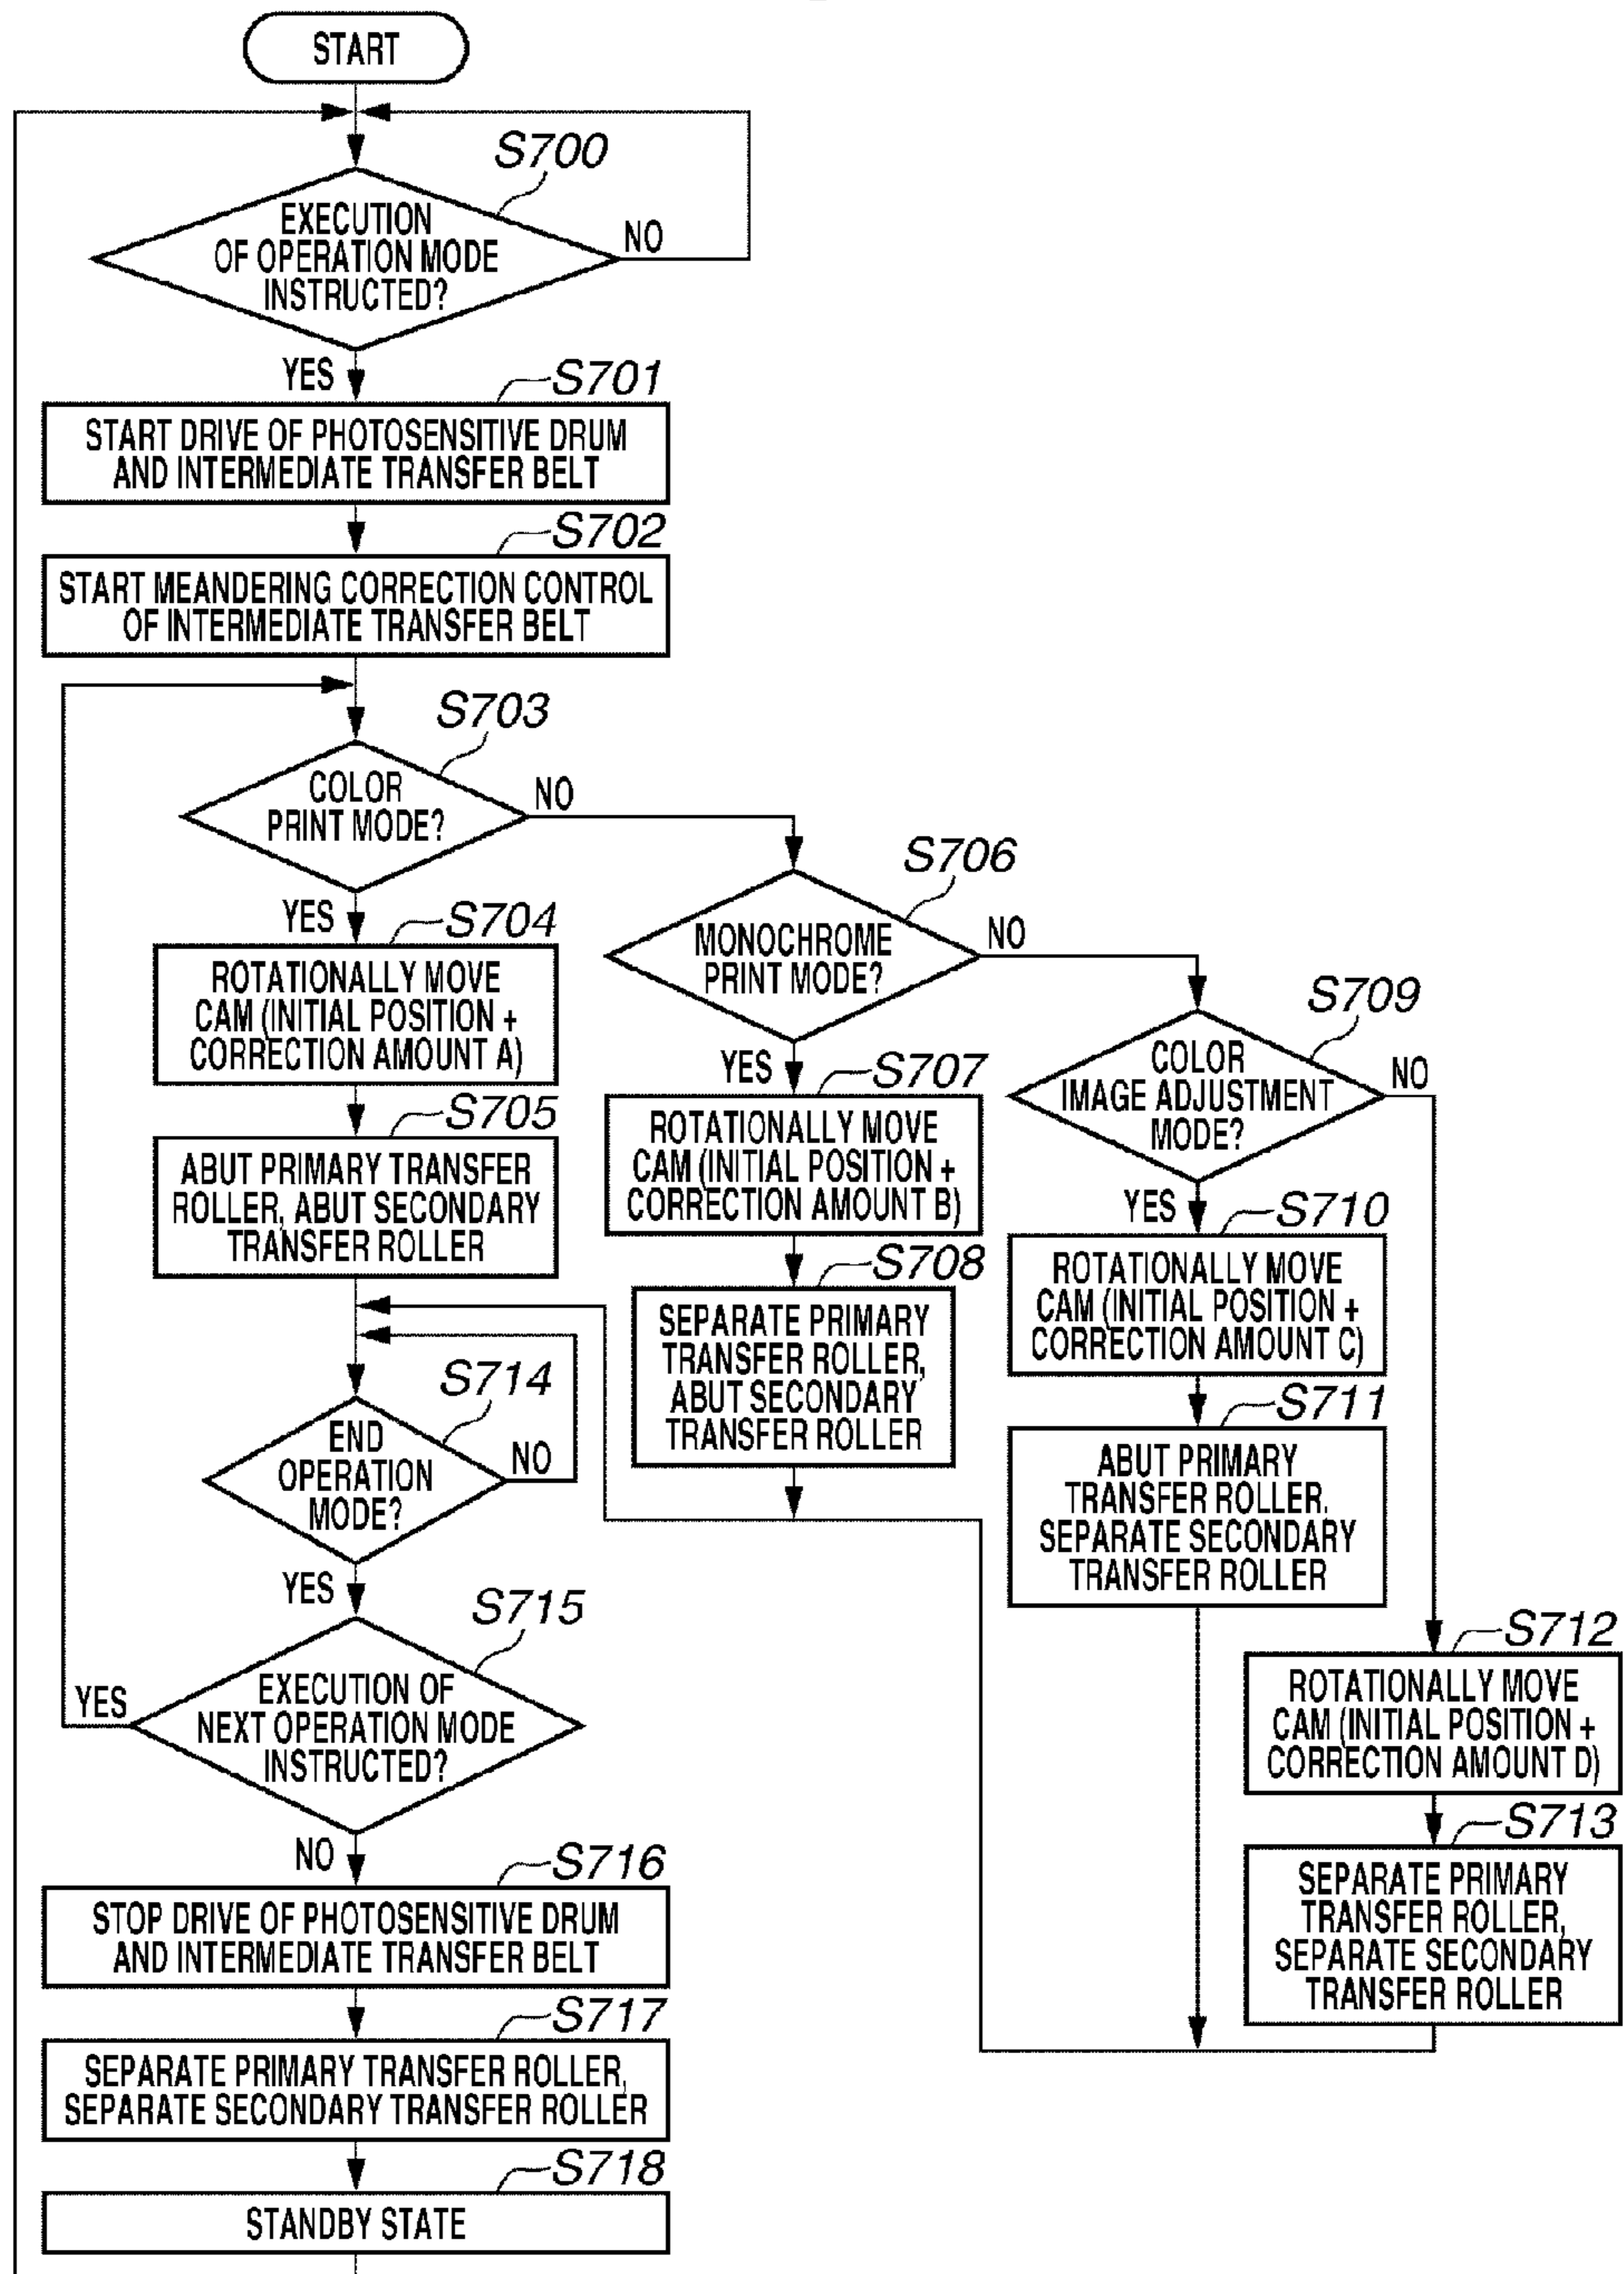 START
S700
EXECUTION
OF OPERATION MODE
INSTRUCTED?
NO
YES
S701
START DRIVE OF PHOTOSENSITIVE DRUM
AND INTERMEDIATE TRANSFER BELT
S702
START MEANDERING CORRECTION CONTROL
OF INTERMEDIATE TRANSFER BELT
S703
COLOR
PRINT MODE?
NO
YES
S704
ROTATIONALLY MOVE
CAM (INITIAL POSITION +
CORRECTION AMOUNT A)
S705
ABUT PRIMARY TRANSFER
ROLLER, ABUT SECONDARY
TRANSFER ROLLER
S706
MONOCHROME
PRINT MODE?
NO
YES
S707
ROTATIONALLY MOVE
CAM (INITIAL POSITION +
CORRECTION AMOUNT B)
S708
SEPARATE PRIMARY
TRANSFER ROLLER,
ABUT SECONDARY
TRANSFER ROLLER
S709
COLOR
IMAGE ADJUSTMENT
MODE?
NO
YES
S710
ROTATIONALLY MOVE
CAM (INITIAL POSITION +
CORRECTION AMOUNT C)
S711
ABUT PRIMARY
TRANSFER ROLLER,
SEPARATE SECONDARY
TRANSFER ROLLER
S712
ROTATIONALLY MOVE
CAM (INITIAL POSITION +
CORRECTION AMOUNT D)
S713
SEPARATE PRIMARY
TRANSFER ROLLER,
SEPARATE SECONDARY
TRANSFER ROLLER
S714
END
OPERATION
MODE?
NO
YES
S715
EXECUTION OF
NEXT OPERATION MODE
INSTRUCTED?
YES
NO
S716
STOP DRIVE OF PHOTOSENSITIVE DRUM
AND INTERMEDIATE TRANSFER BELT
S717
SEPARATE PRIMARY TRANSFER ROLLER,
SEPARATE SECONDARY TRANSFER ROLLER
S718
STANDBY STATE